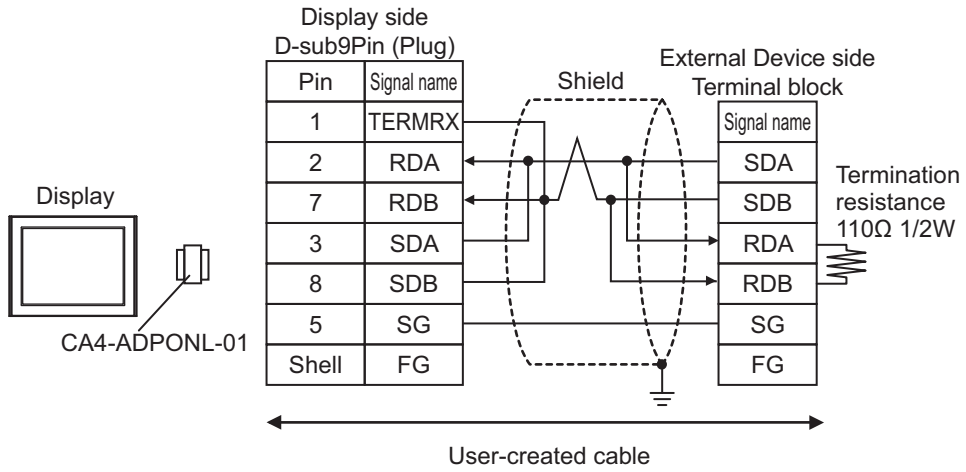 Display side
D-sub9Pin (Plug)
External Device side
Terminal block
Shield
Pin Signal name
Signal name
1 TERMRX
2 RDA
SDA
7 RDB
SDB
3 SDA
RDA
8 SDB
RDB
5 SG
SG
Shell FG
FG
Termination
resistance
110Ω 1/2W
Display
CA4-ADPONL-01
User-created cable